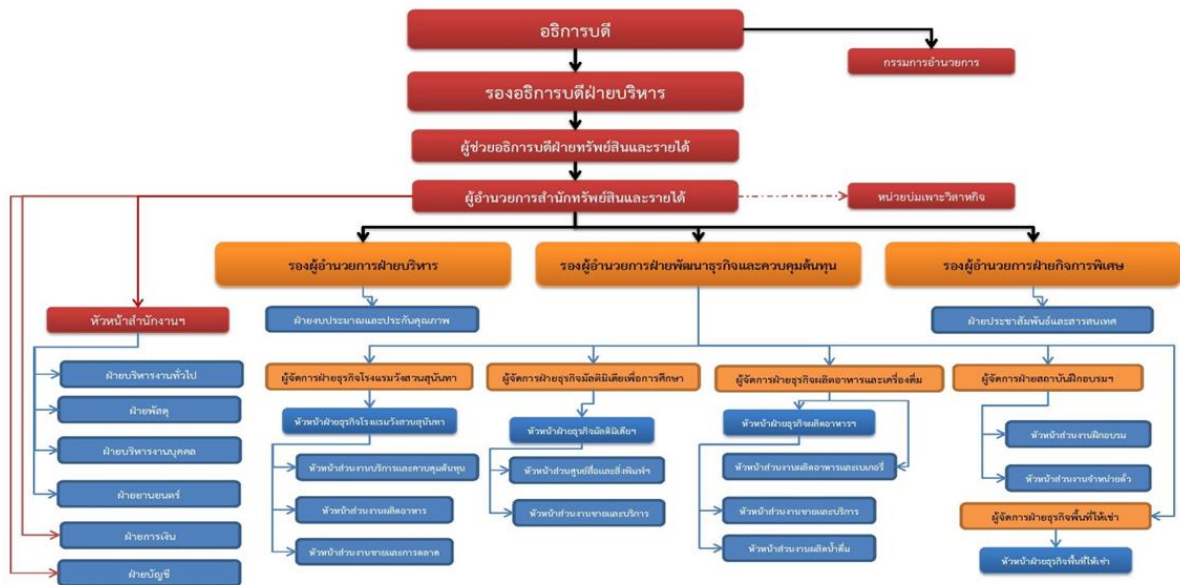 อธิการบดี
กรรมการอำนวยการ
รองอธิการบดีฝ่ายบริหาร
ผู้ช่วยอธิการบดีฝ่ายทรัพย์สินและรายได้
ผู้อำนวยการสำนักทรัพย์สินและรายได้
หน่วยบ่มเพาะวิสาหกิจ
รองผู้อำนวยการฝ่ายบริหาร
รองผู้อำนวยการฝ่ายพัฒนาธุรกิจและควบคุมต้นทุน
รองผู้อำนวยการฝ่ายกิจการพิเศษ
หัวหน้าสำนักงานฯ
ฝ่ายงบประมาณและประกันคุณภาพ
ฝ่ายประชาสัมพันธ์และสารสนเทศ
ฝ่ายบริหารงานทั่วไป
ฝ่ายพัสดุ
ฝ่ายบริหารงานบุคคล
ฝ่ายยานยนตร์
ฝ่ายการเงิน
ฝ่ายบัญชี
ผู้จัดการฝ่ายธุรกิจโรงแรมวังสวนสุนันทา
หัวหน้าฝ่ายธุรกิจโรงแรมวังสวนสุนันทา
หัวหน้าส่วนงานบริการและควบคุมต้นทุน
หัวหน้าส่วนงานผลิตอาหาร
หัวหน้าส่วนงานขายและการตลาด
ผู้จัดการฝ่ายธุรกิจมัลติมีเดียเพื่อการศึกษา
หัวหน้าฝ่ายธุรกิจมัลติมีเดียฯ
หัวหน้าส่วนศูนย์สื่อและสิ่งพิมพ์ฯ
หัวหน้าส่วนงานขายและบริการ
ผู้จัดการฝ่ายธุรกิจผลิตอาหารและเครื่องดื่ม
หัวหน้าฝ่ายธุรกิจผลิตอาหารฯ
หัวหน้าส่วนงานผลิตอาหารและเบเกอรี่
หัวหน้าส่วนงานขายและบริการ
หัวหน้าส่วนงานผลิตน้ำดื่ม
ผู้จัดการฝ่ายสถาบันฝึกอบรมฯ
หัวหน้าส่วนงานฝึกอบรม
หัวหน้าส่วนงานจำหน่ายตั๋ว
ผู้จัดการฝ่ายธุรกิจพื้นที่ให้เช่า
หัวหน้าฝ่ายธุรกิจพื้นที่ให้เช่า